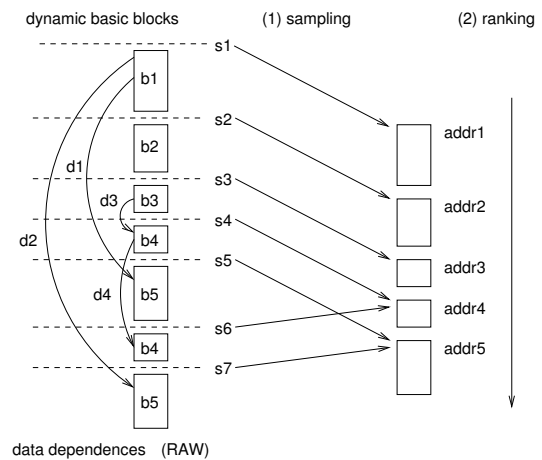 dynamic basic blocks (1) sampling (2) ranking
s1
b1
s2
addr1
b2
d1
s3
addr2
d3
b3
s4
d2
b4
s5
addr3
d4
b5
addr4
s6
addr5
b4
s7
b5
data dependences (RAW)